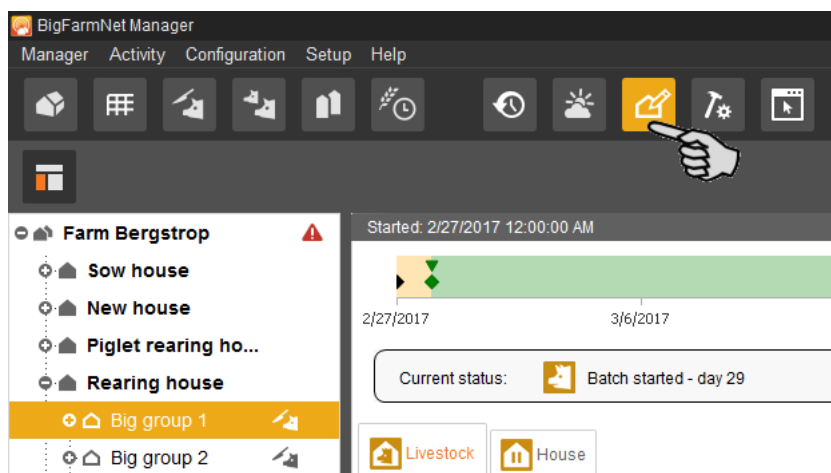 BigFarmNet Manager
Manager Activity Configuration Setup Help
Farm Bergstrop
Sow house
New house
Piglet rearing ho...
Rearing house
Big group 1
Big group 2
Started: 2/27/2017 12:00:00 AM
2/27/2017 3/6/2017
Current status: Batch started - day 29
Livestock House